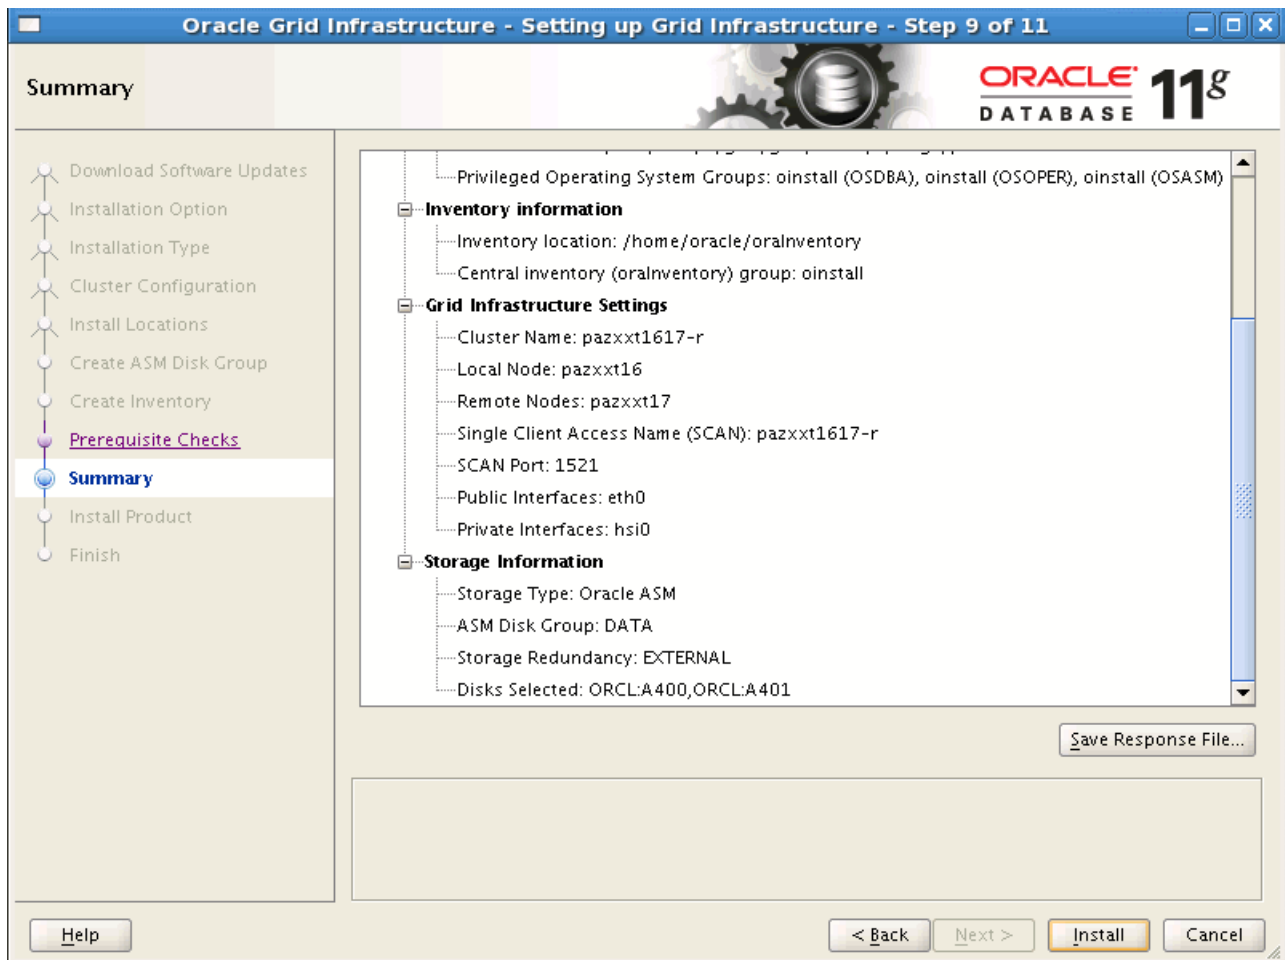 Oracle Grid Infrastructure - Setting up Grid Infrastructure - Step 9 of 11
Summary
ORACLE
DATABASE
11g
Download Software Updates
Installation Option
Installation Type
Cluster Configuration
Install Locations
Create ASM Disk Group
Create Inventory
Prerequisite Checks
Summary
Install Product
Finish
Privileged Operating System Groups: oinstall (OSDBA), oinstall (OSOPER), oinstall (OSASM)
Inventory information
Inventory location: /home/oracle/oraInventory
Central inventory (oraInventory) group: oinstall
Grid Infrastructure Settings
Cluster Name: pazxxt1617-r
Local Node: pazxxt16
Remote Nodes: pazxxt17
Single Client Access Name (SCAN): pazxxt1617-r
SCAN Port: 1521
Public Interfaces: eth0
Private Interfaces: hsi0
Storage Information
Storage Type: Oracle ASM
ASM Disk Group: DATA
Storage Redundancy: EXTERNAL
Disks Selected: ORCL:A400,ORCL:A401
Save Response File...
Help
< Back
Next >
Install
Cancel